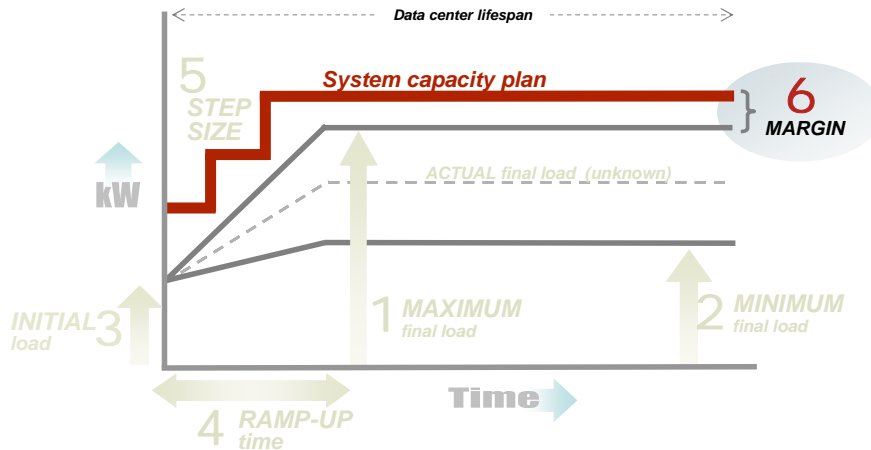 Data center lifespan
5
STEP
SIZE
System capacity plan
6
MARGIN
kW
ACTUAL final load (unknown)
INITIAL
load
3
1
MAXIMUM
final load
2
MINIMUM
final load
4
RAMP-UP
time
Time